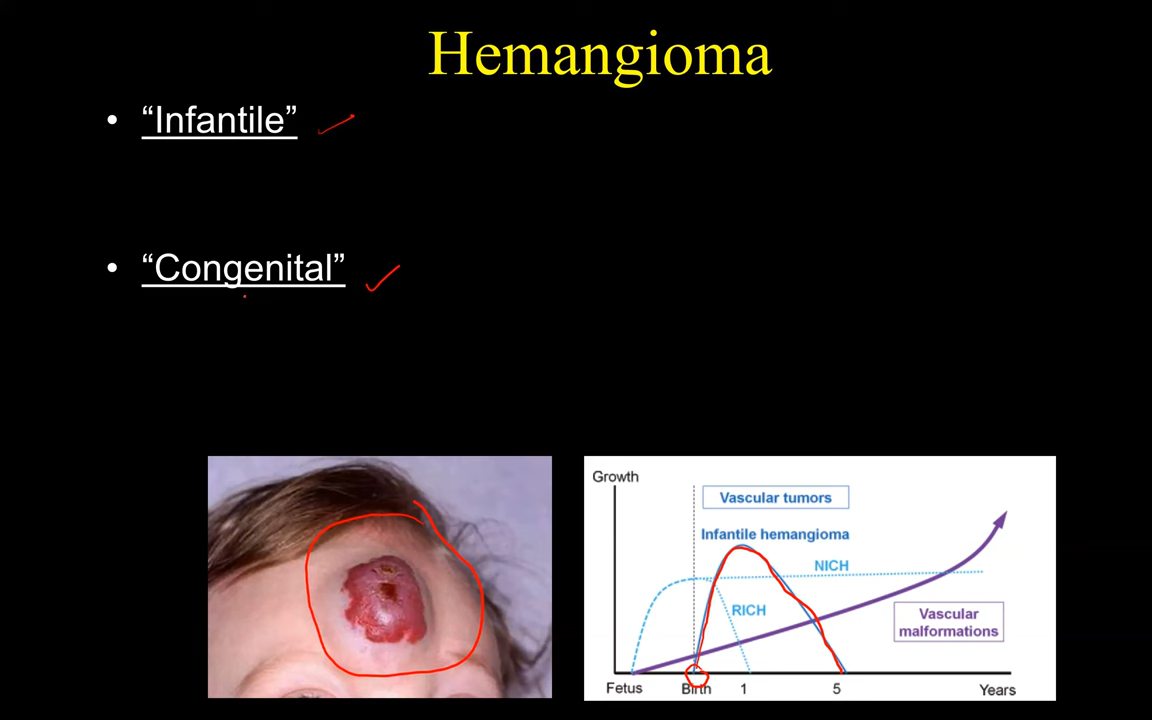 Hemangioma
• “Infantile”
• “Congenital”
Growth
Vascular tumors
Infantile hemangioma
NICH
RICH
Vascular
malformations
Fetus Birth 1 5 Years